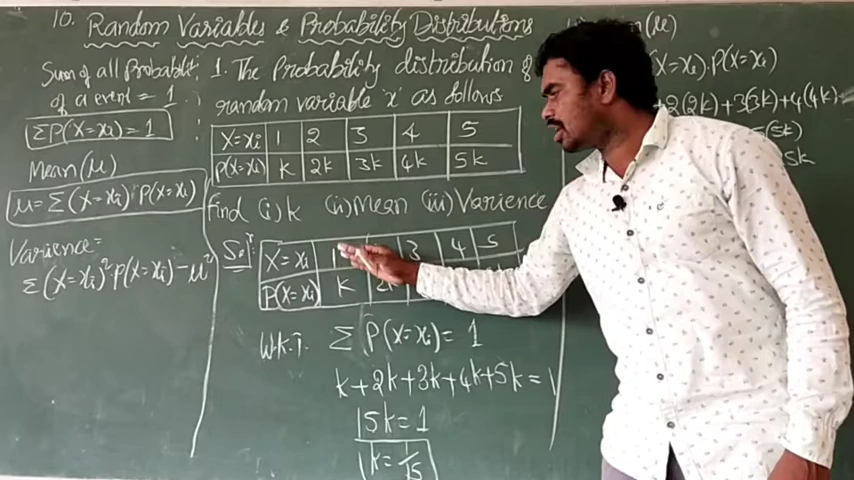 10. Random Variables & Probability Distributions
Sum of all Probabiliti
of a event = 1
ΣP(X=xi) = 1
Mean(μ)
μ = Σ(X=xi) P(X=xi)
Varience =
Σ(X=xi)² P(X=xi) - μ²
1. The Probability distribution of
random variable 'x' as follows
X=xi 1 2 3 4 5
P(X=xi) k 2k 3k 4k 5k
find (i) k (ii) Mean (iii) Varience
Sol:
X=xi 1 3 4 5
P(X=xi) k 2k
W.K.T. Σ P(X=xi) = 1
k+2k+3k+4k+5k=1
15k=1
k=1/15
(μ)
(X=xi).P(X=xi)
+2(2k)+3(3k)+4(4k)+
(5k)
5k